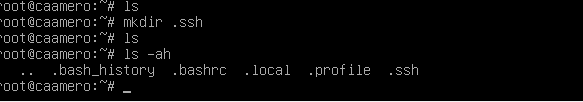 root@caamero:~# ls
root@caamero:~# mkdir .ssh
root@caamero:~# ls
root@caamero:~# ls -ah
.. .bash_history .bashrc .local .profile .ssh
root@caamero:~# _